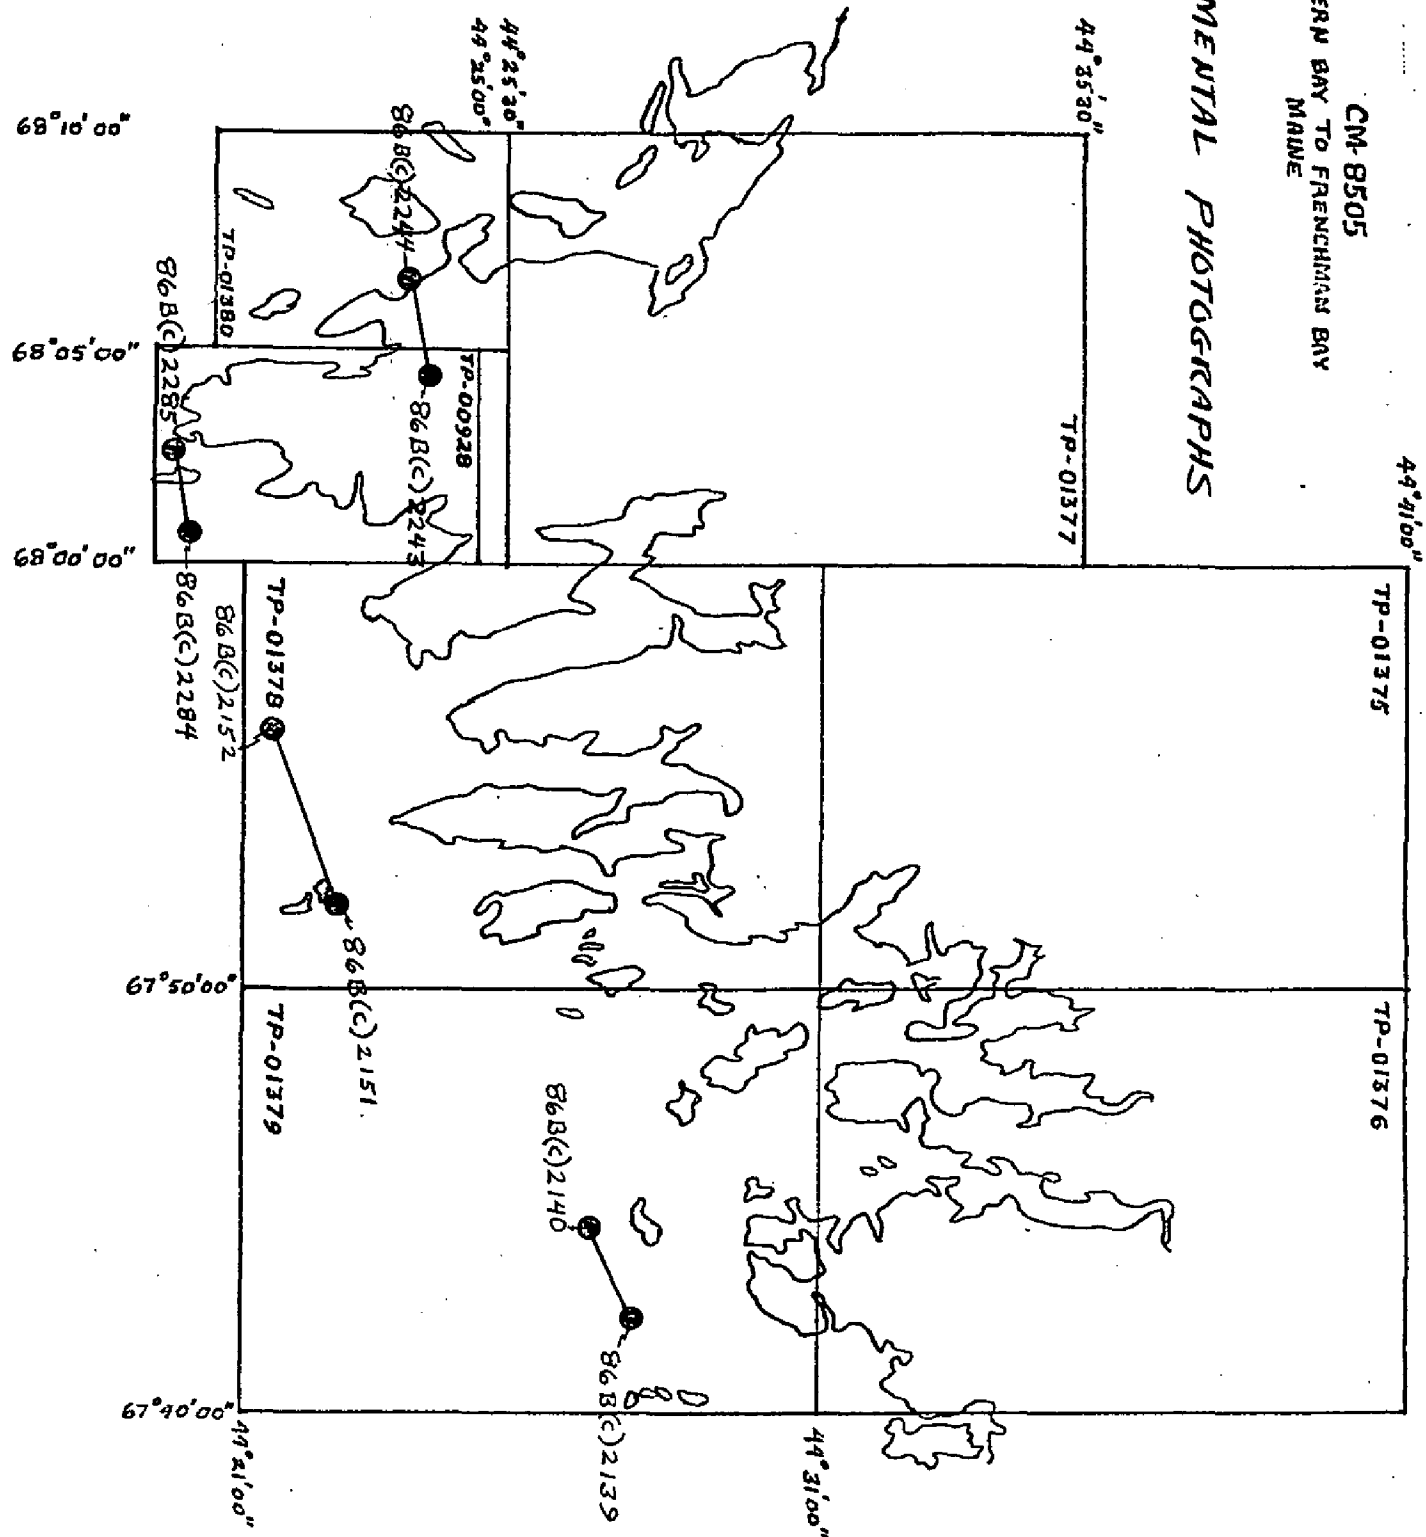 CM-8505
ERN BAY TO FRENCHMAN BAY
MAINE
MENTAL PHOTOGRAPHS
44°41'00"
44°35'30"
44°25'30"
44°25'00"
68°10'00"
68°05'00"
68°00'00"
67°50'00"
67°40'00"
44°21'00"
44°31'00"
TP-01375
TP-01376
TP-01377
TP-00928
TP-01380
TP-01378
TP-01379
86B(C)2244
86B(C)2243
86B(C)2285
86B(C)2284
86B(C)2152
86B(C)2151
86B(C)2140
86B(C)2139